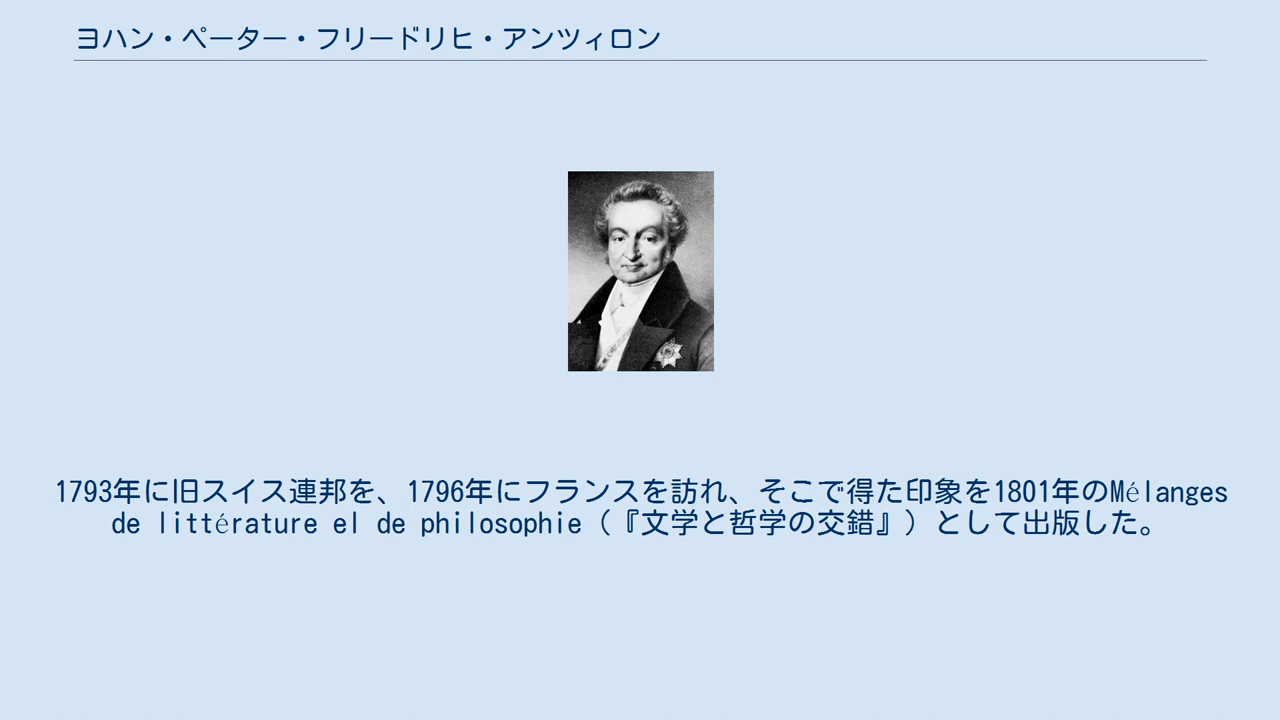 ヨハン・ペーター・フリードリヒ・アンツィロン
1793年に旧スイス連邦を、1796年にフランスを訪れ、そこで得た印象を1801年のMélanges
de littérature el de philosophie（『文学と哲学の交錯』）として出版した。